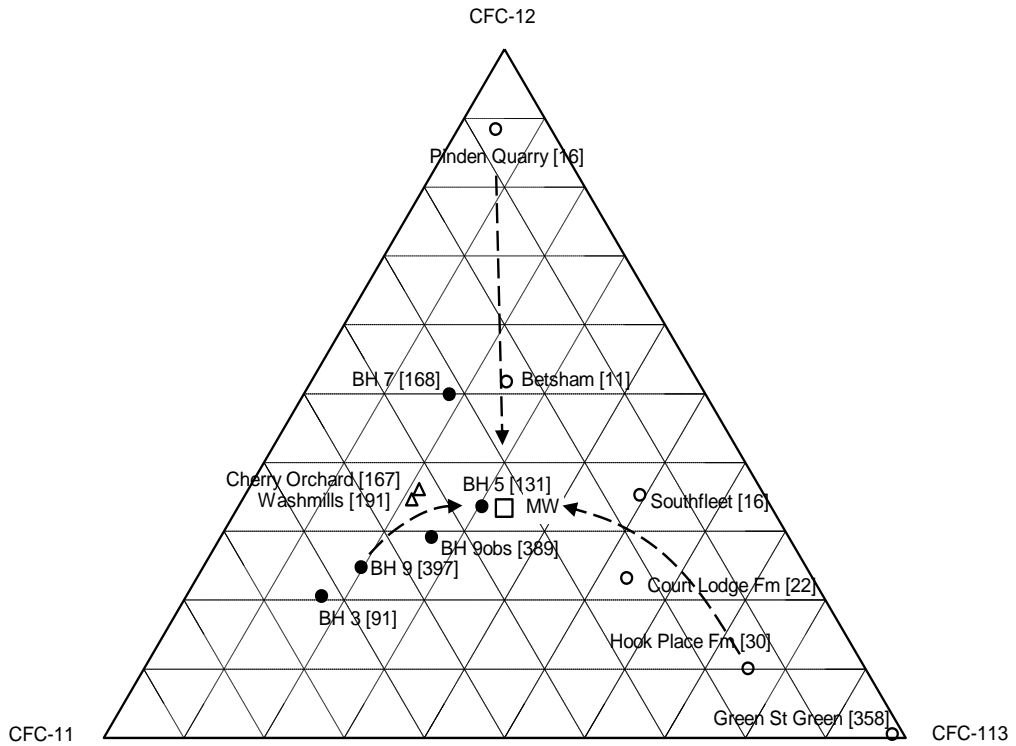 CFC-12
Pinden Quarry [16]
BH 7 [168]
Betsham [11]
Cherry Orchard [167]
BH 5 [131]
Washmills [191]
MW
Southfleet [16]
BH 9obs [389]
BH 9 [397]
Court Lodge Fm [22]
BH 3 [91]
Hook Place Fm [30]
Green St Green [358]
CFC-11
CFC-113